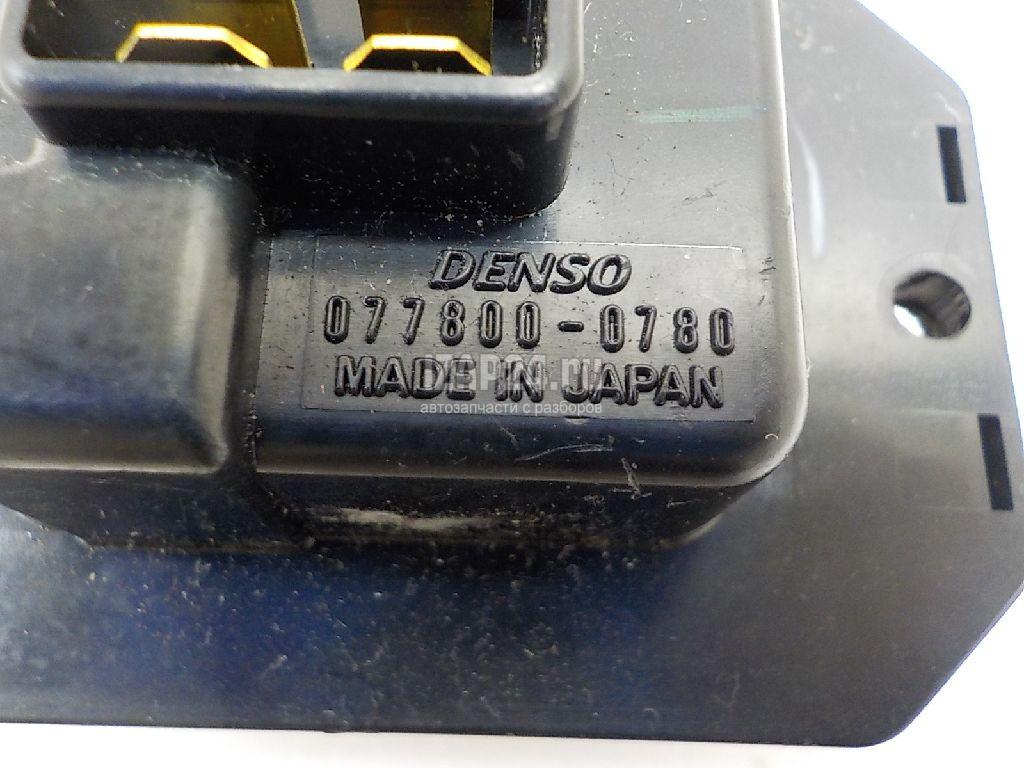 DENSO
077800-0780
MADE IN JAPAN
автозапчасти с разборов